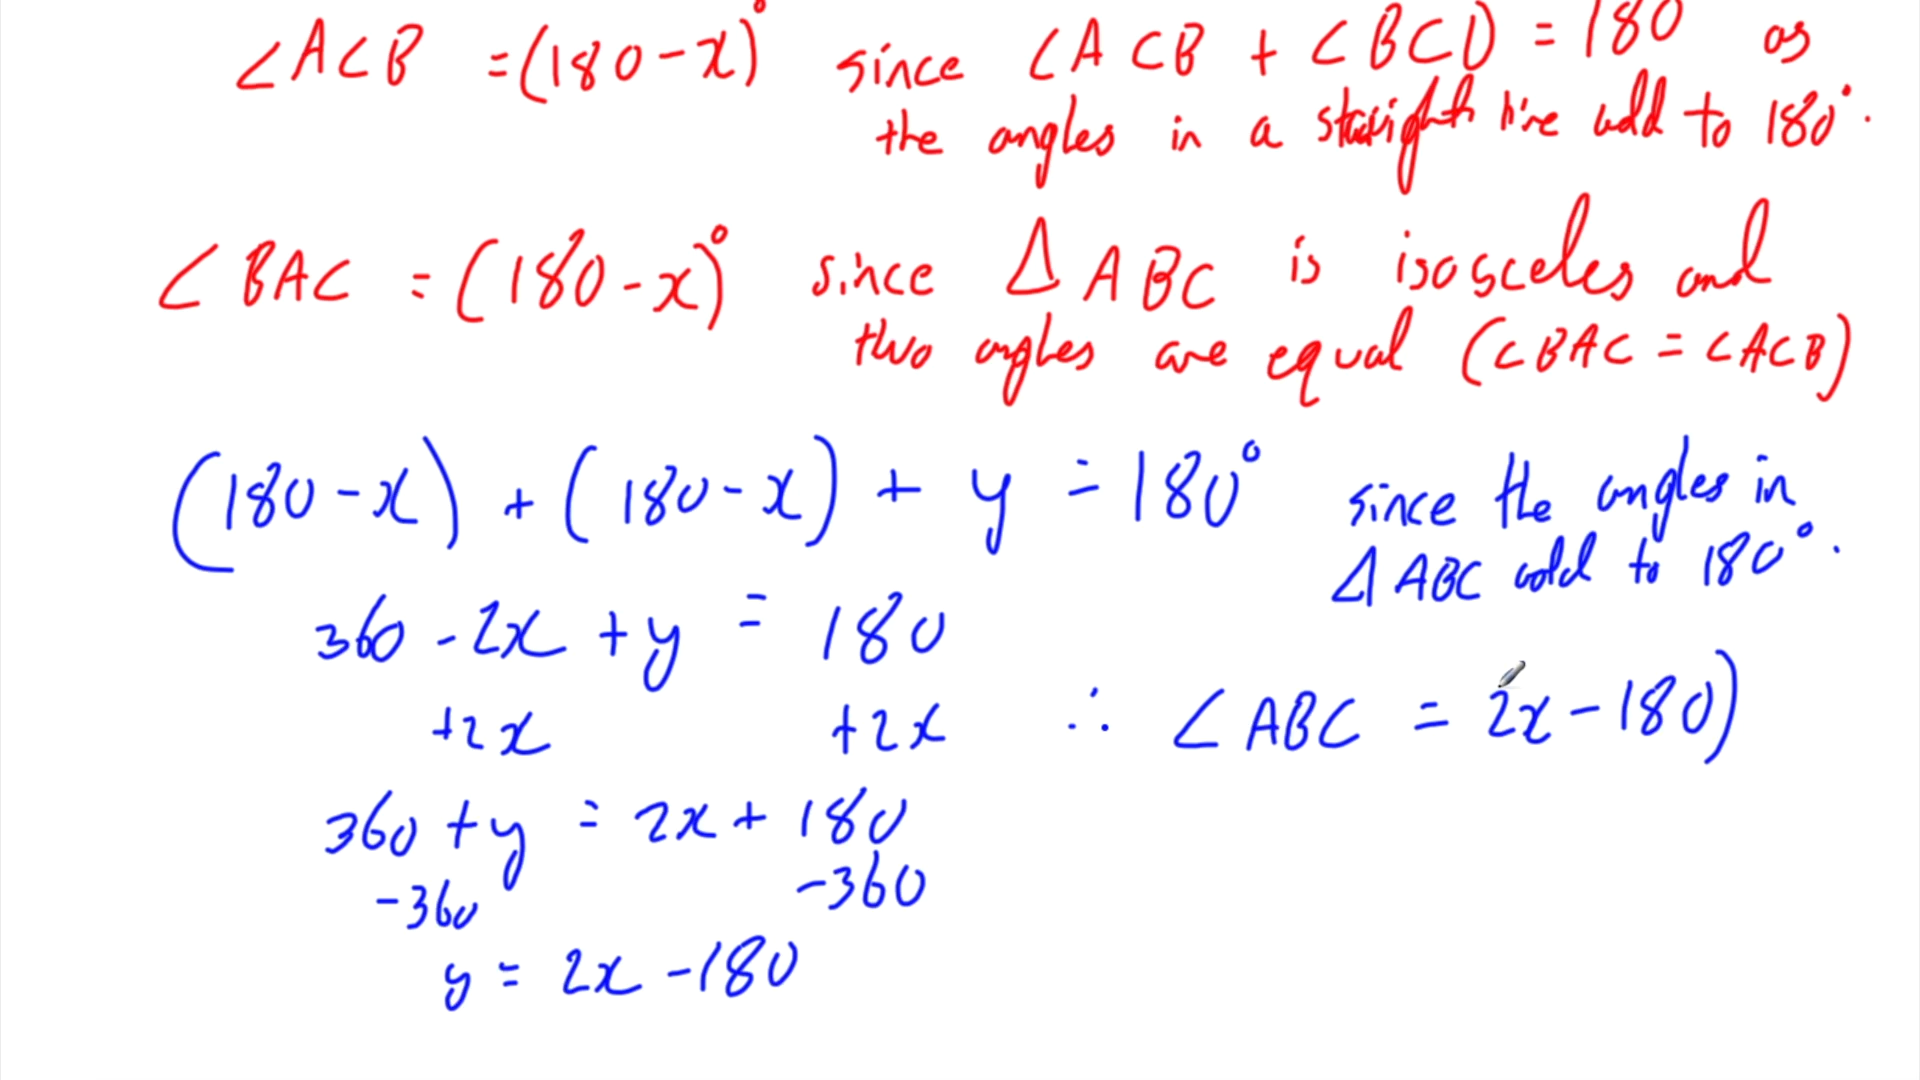 ∠ACB = (180 - x)° since ∠ACB + ∠BCD = 180 as
the angles in a straight line add to 180°.
∠BAC = (180 - x)° since ΔABC is isosceles and
two angles are equal (∠BAC = ∠ACB)
(180 - x) + (180 - x) + y = 180° since the angles in
ΔABC add to 180°.
360 - 2x + y = 180
+2x +2x
∴ ∠ABC = 2x - 180)
360 + y = 2x + 180
-360 -360
y = 2x - 180